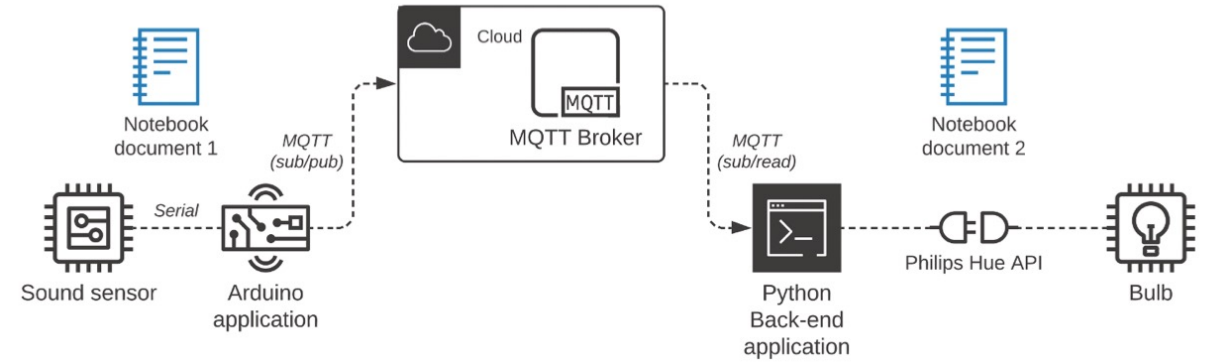 Notebook
document 1
Sound sensor
Serial
Arduino
application
MQTT
(sub/pub)
Cloud
MQTT
MQTT Broker
MQTT
(sub/read)
Python
Back-end
application
Notebook
document 2
Philips Hue API
Bulb